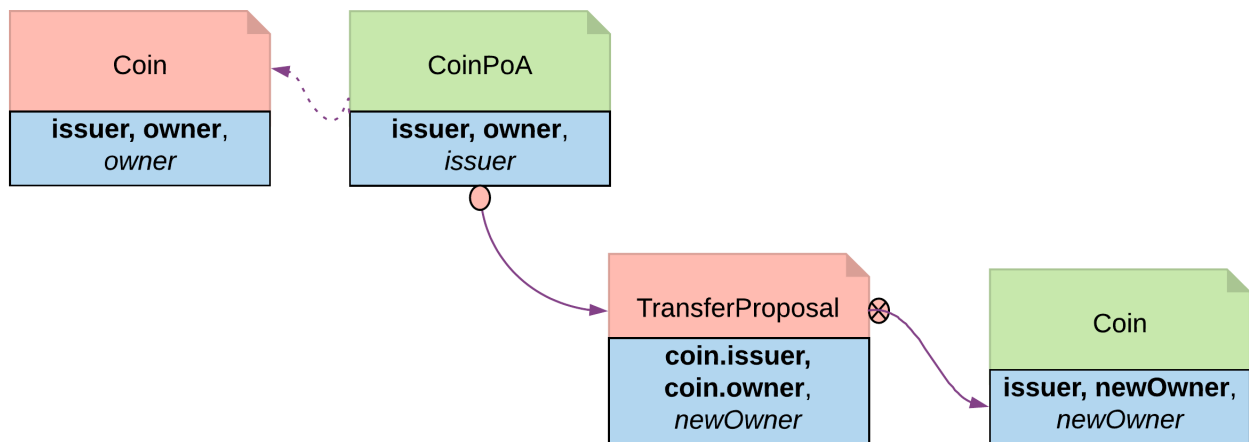 Coin
issuer, owner,
owner
CoinPoA
issuer, owner,
issuer
TransferProposal
coin.issuer,
coin.owner,
newOwner
Coin
issuer, newOwner,
newOwner